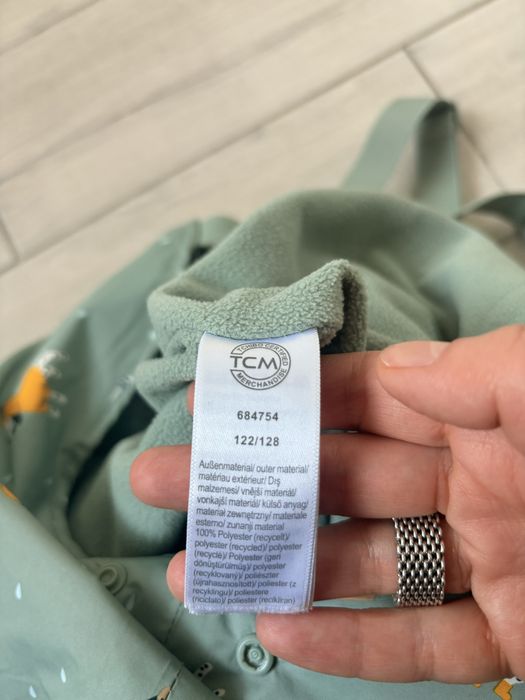 TCHIBO CERTIFIED
TCM
MERCHANDISE
684754
122/128
Außenmaterial/ outer material/
matériau extérieur/ Dış
malzemesi/ vnější materiál/
vonkajší materiál/ külső anyag/
materiał zewnętrzny/ materiale
esterno/ zunanji material
100% Polyester (recycelt)/
polyester (recycled)/ polyester
(recyclé)/ Polyester (geri
dönüştürülmüş)/ polyester
(recyklovaný)/ poliészter
(újrahasznosított)/ poliester (z
recyklingu)/ poliestere
(riciclato)/ poliester (recikliran)